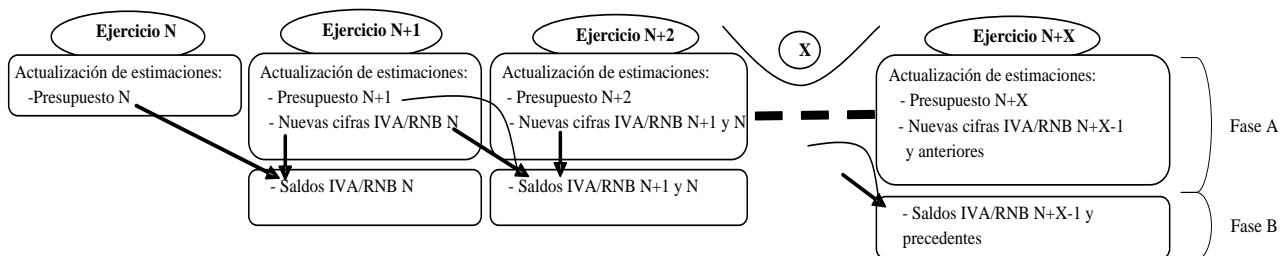 Ejercicio N
Actualización de estimaciones:
-Presupuesto N
Ejercicio N+1
Actualización de estimaciones:
- Presupuesto N+1
- Nuevas cifras IVA/RNB N
- Saldos IVA/RNB N
Ejercicio N+2
Actualización de estimaciones:
- Presupuesto N+2
- Nuevas cifras IVA/RNB N+1 y N
- Saldos IVA/RNB N+1 y N
X
Ejercicio N+X
Actualización de estimaciones:
- Presupuesto N+X
- Nuevas cifras IVA/RNB N+X-1
y anteriores
- Saldos IVA/RNB N+X-1 y
precedentes
Fase A
Fase B